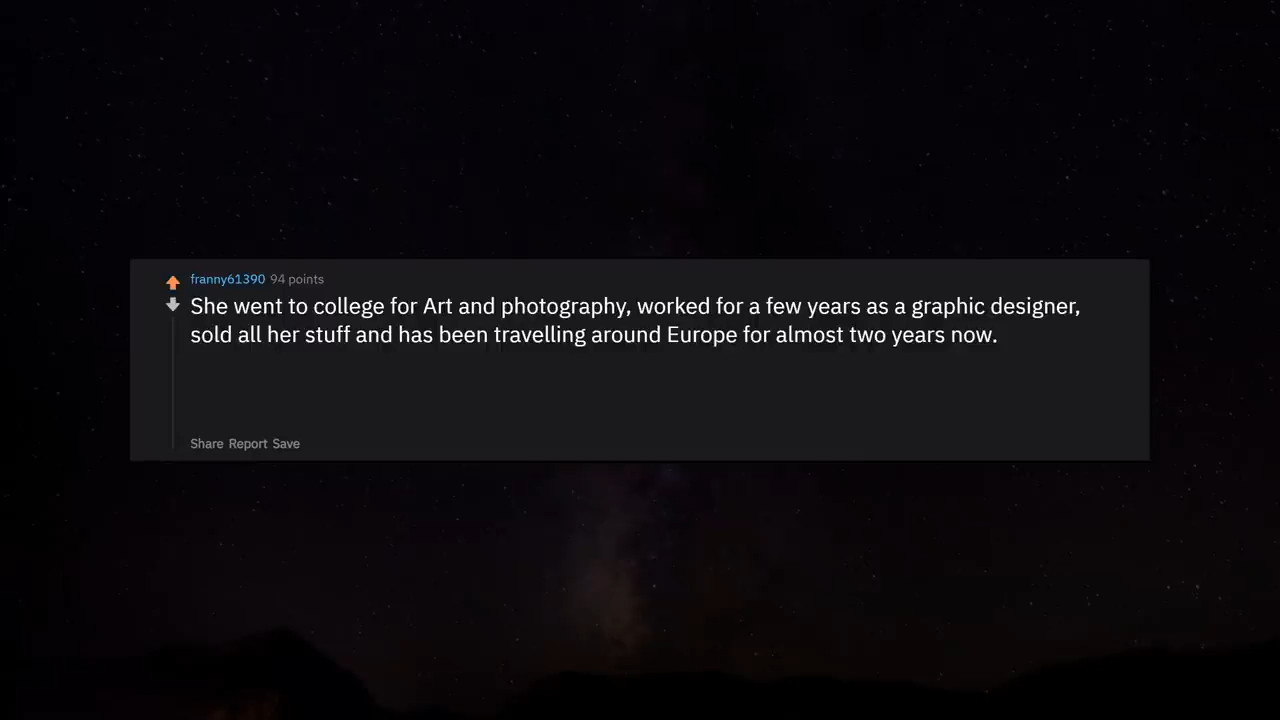 franny61390 94 points
She went to college for Art and photography, worked for a few years as a graphic designer,
sold all her stuff and has been travelling around Europe for almost two years now.
Share Report Save